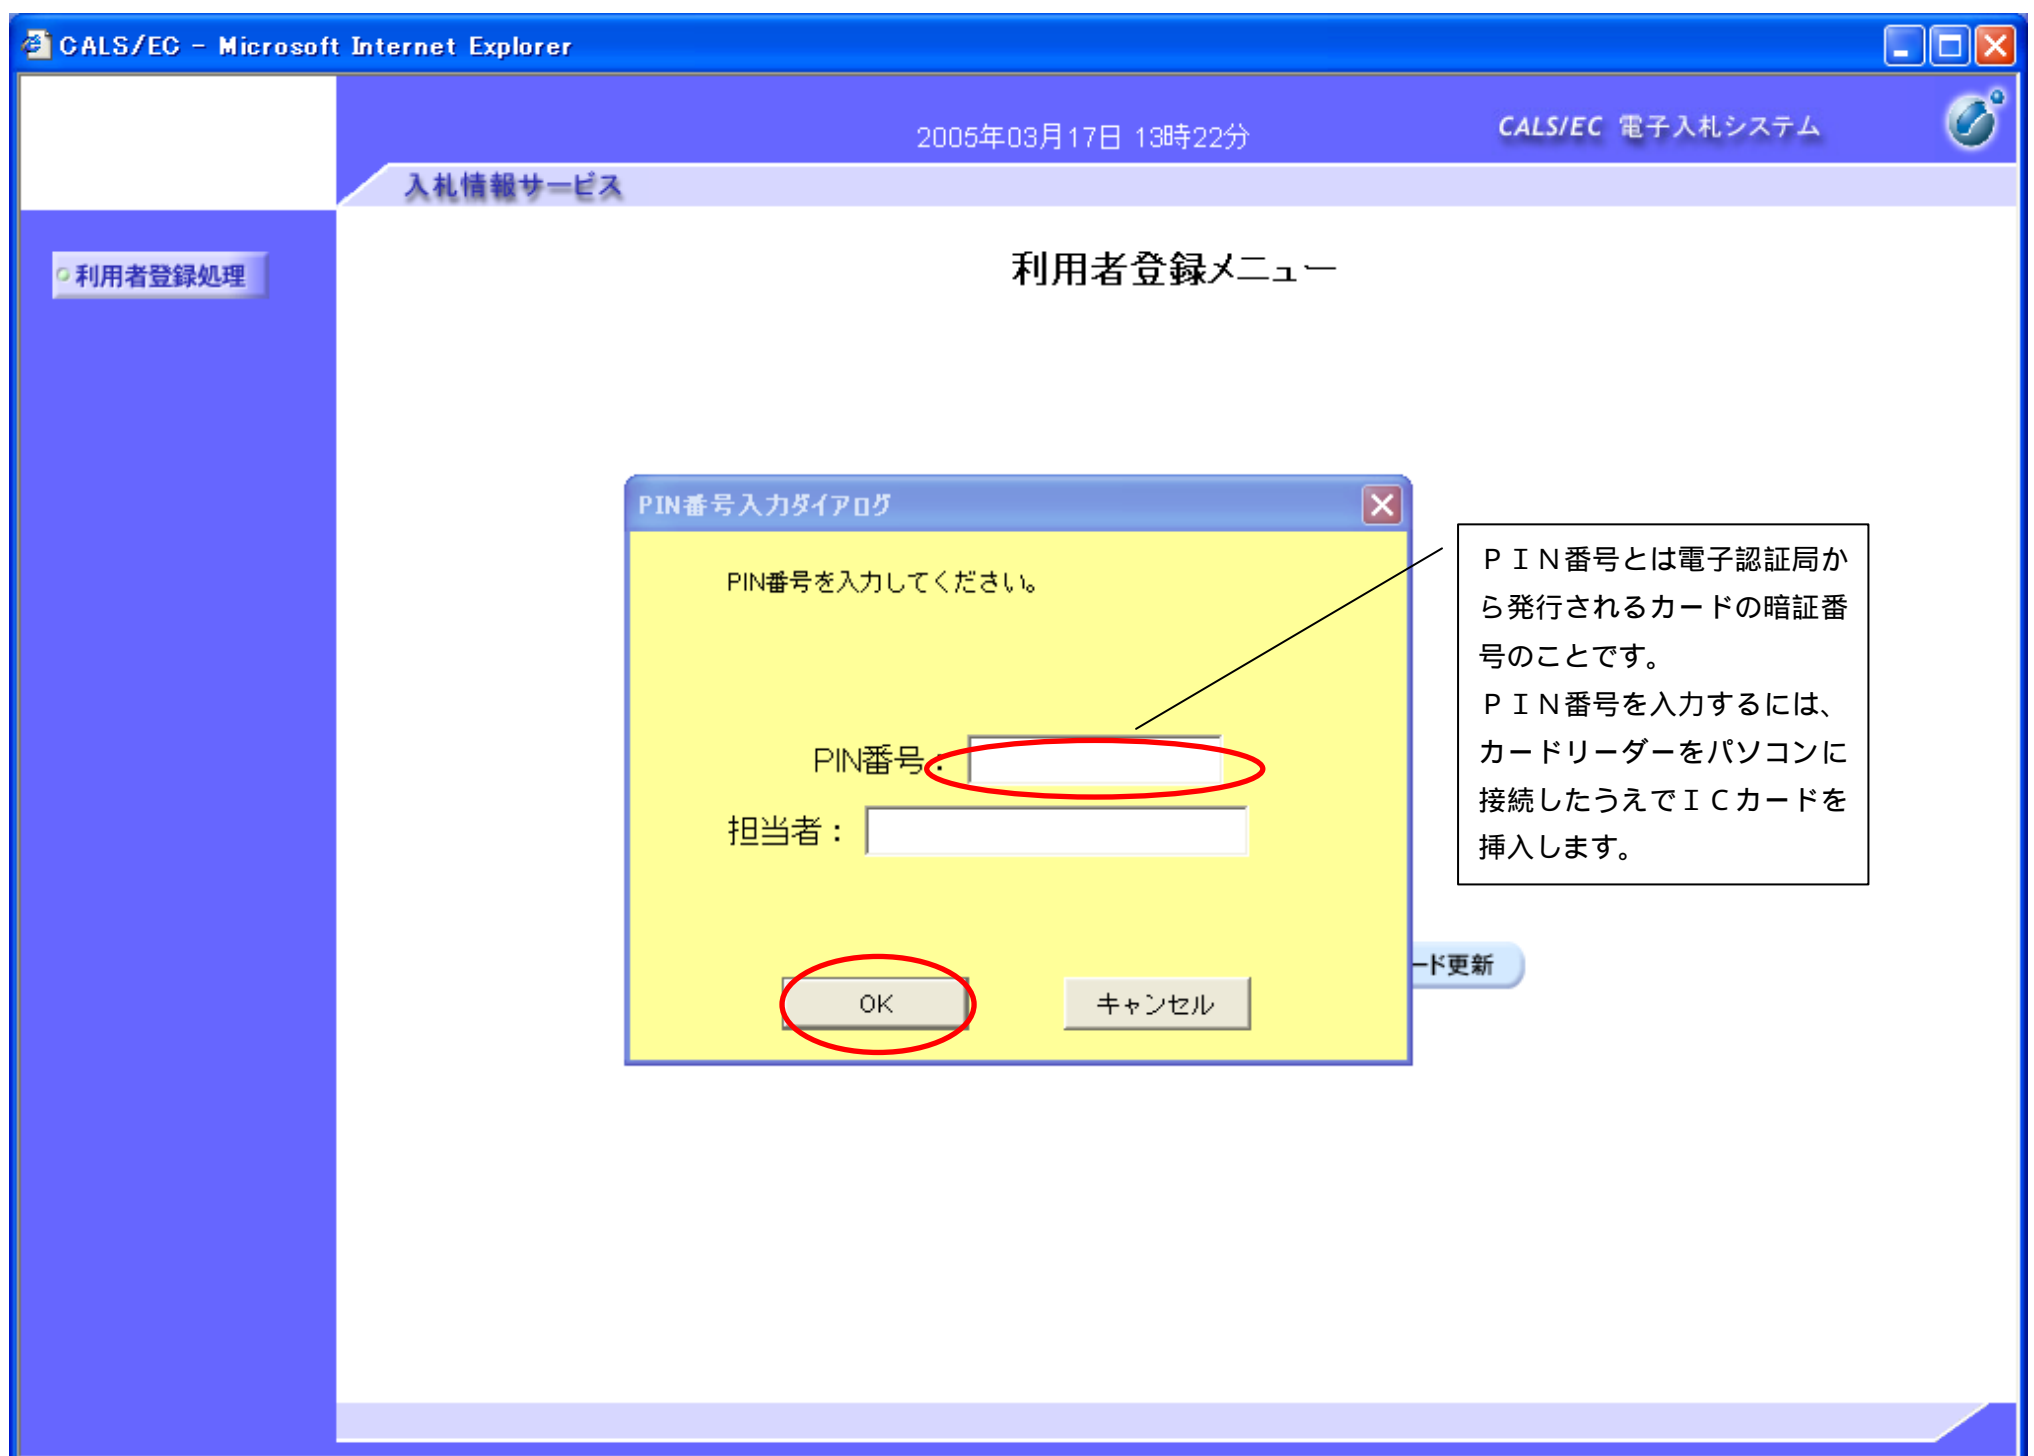 CALS/EC - Microsoft Internet Explorer
2005年03月17日 13時22分
CALS/EC 電子入札システム
入札情報サービス
利用者登録処理
利用者登録メニュー
PIN番号入力ダイアログ
PIN番号を入力してください。
PIN番号：
担当者：
OK
キャンセル
ＰＩＮ番号とは電子認証局か
ら発行されるカードの暗証番
号のことです。
ＰＩＮ番号を入力するには、
カードリーダーをパソコンに
接続したうえでＩＣカードを
挿入します。
ード更新